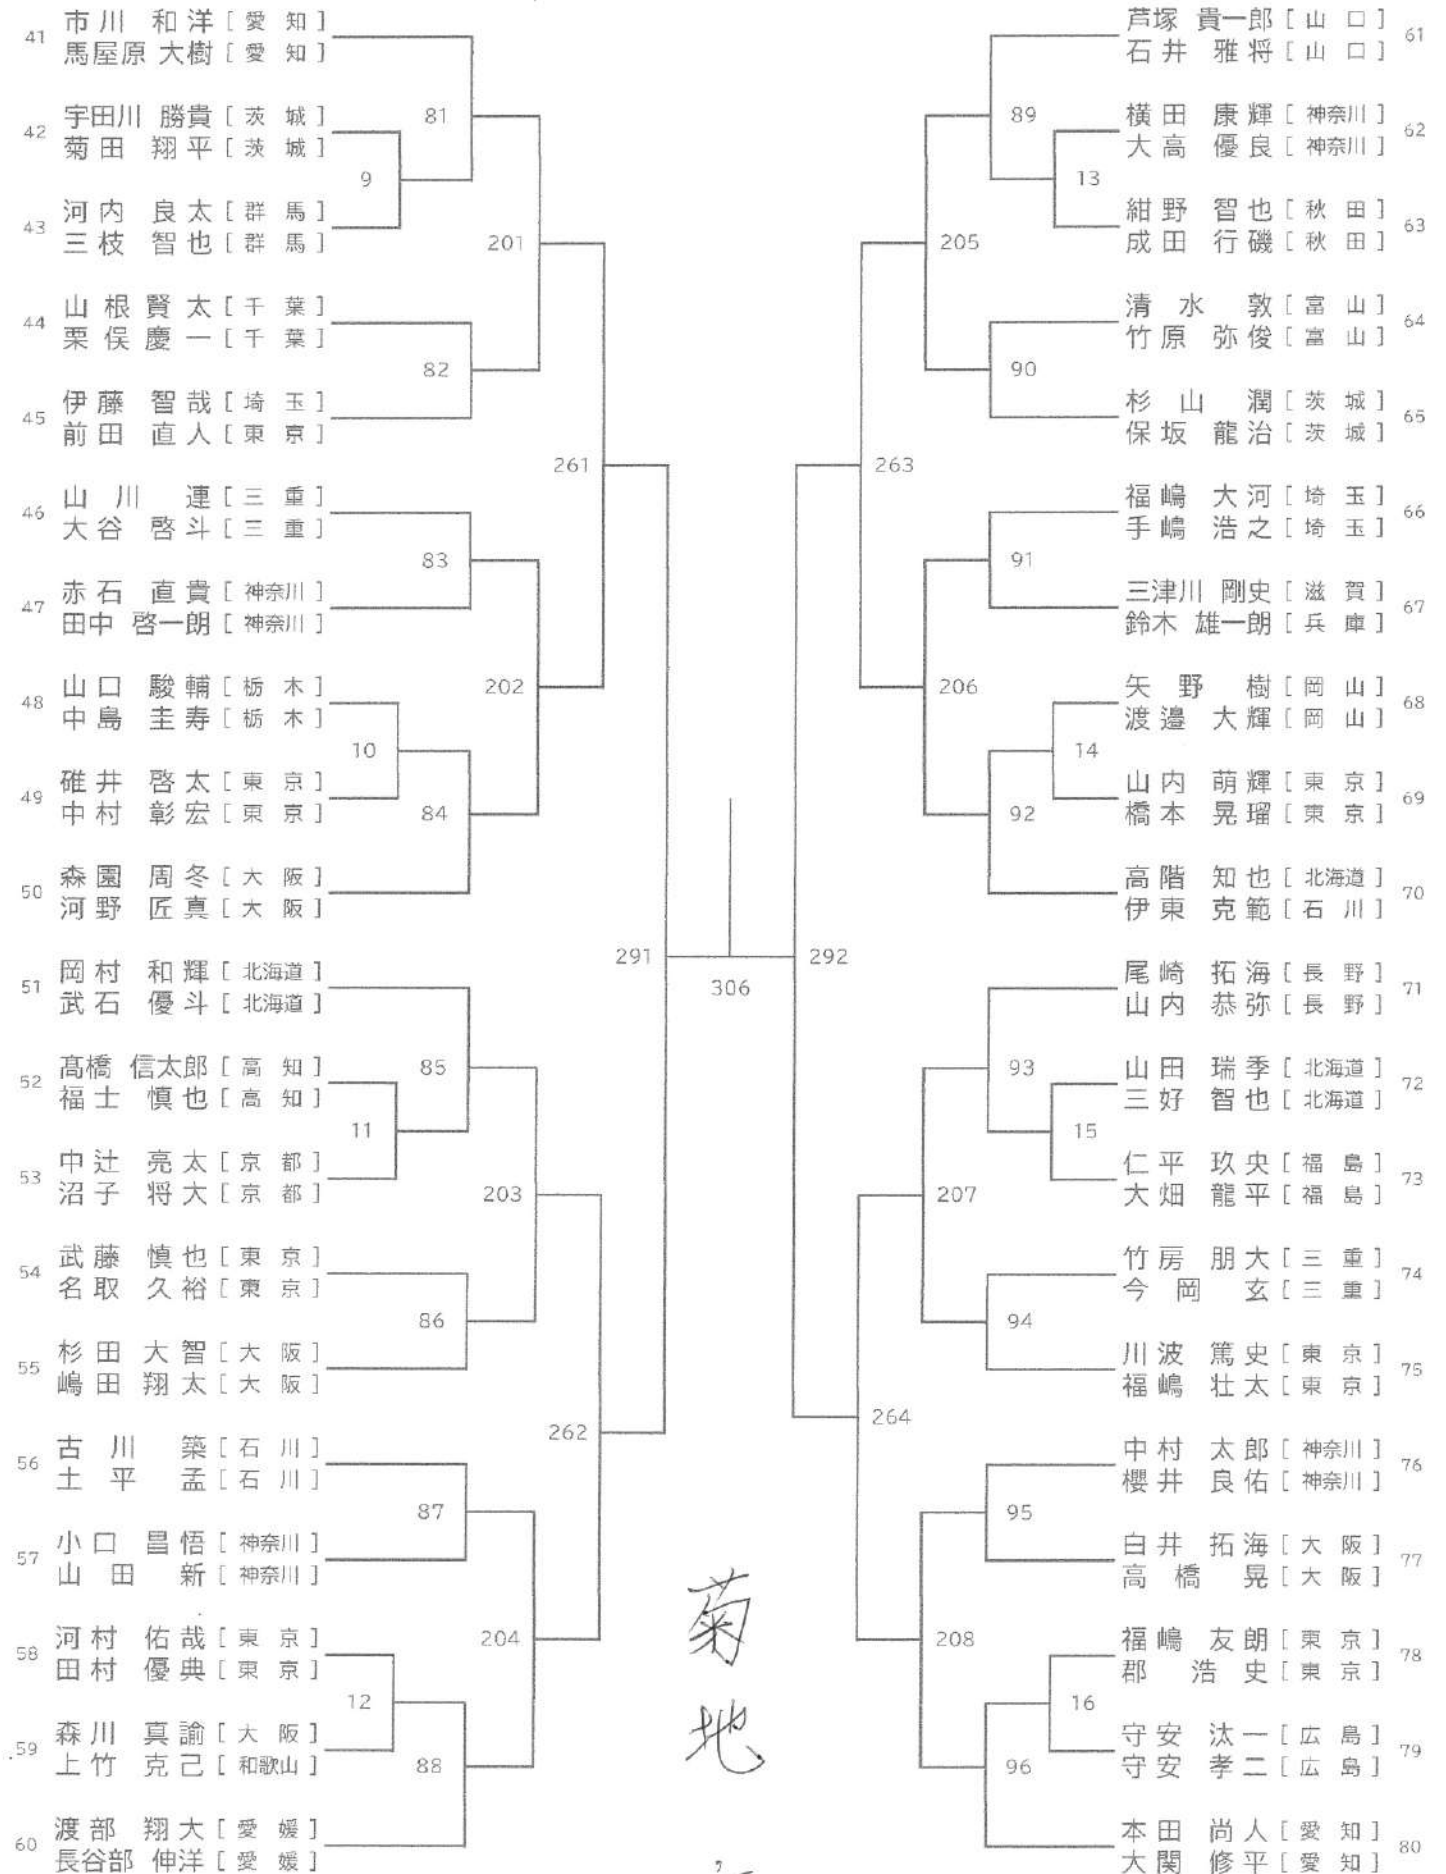 41 市川 和洋 [ 愛 知 ]
馬屋原 大樹 [ 愛 知 ]
81
42 宇田川 勝貴 [ 茨 城 ]
菊田 翔平 [ 茨 城 ]
9
43 河内 良太 [ 群 馬 ]
三枝 智也 [ 群 馬 ]
201
44 山根 賢太 [ 千 葉 ]
栗俣 慶一 [ 千 葉 ]
82
45 伊藤 智哉 [ 埼 玉 ]
前田 直人 [ 東 京 ]
261
46 山川 連 [ 三 重 ]
大谷 啓斗 [ 三 重 ]
83
47 赤石 直貴 [ 神奈川 ]
田中 啓一朗 [ 神奈川 ]
202
48 山口 駿輔 [ 栃 木 ]
中島 圭寿 [ 栃 木 ]
10
49 碓井 啓太 [ 東 京 ]
中村 彰宏 [ 東 京 ]
84
50 森園 周冬 [ 大 阪 ]
河野 匠真 [ 大 阪 ]
291
51 岡村 和輝 [ 北海道 ]
武石 優斗 [ 北海道 ]
85
52 髙橋 信太郎 [ 高 知 ]
福士 慎也 [ 高 知 ]
11
53 中辻 亮太 [ 京 都 ]
沼子 将大 [ 京 都 ]
203
54 武藤 慎也 [ 東 京 ]
名取 久裕 [ 東 京 ]
86
55 杉田 大智 [ 大 阪 ]
嶋田 翔太 [ 大 阪 ]
262
56 古川 築 [ 石 川 ]
土平 孟 [ 石 川 ]
87
57 小口 昌悟 [ 神奈川 ]
山田 新 [ 神奈川 ]
204
58 河村 佑哉 [ 東 京 ]
田村 優典 [ 東 京 ]
12
59 森川 真諭 [ 大 阪 ]
上竹 克己 [ 和歌山 ]
88
60 渡部 翔大 [ 愛 媛 ]
長谷部 伸洋 [ 愛 媛 ]
306
菊地
芦塚 貴一郎 [ 山 口 ] 61
石井 雅将 [ 山 口 ]
89
横田 康輝 [ 神奈川 ] 62
大高 優良 [ 神奈川 ]
13
紺野 智也 [ 秋 田 ] 63
成田 行磯 [ 秋 田 ]
205
清水 敦 [ 富 山 ] 64
竹原 弥俊 [ 富 山 ]
90
杉山 潤 [ 茨 城 ] 65
保坂 龍治 [ 茨 城 ]
263
福嶋 大河 [ 埼 玉 ] 66
手嶋 浩之 [ 埼 玉 ]
91
三津川 剛史 [ 滋 賀 ] 67
鈴木 雄一朗 [ 兵 庫 ]
206
矢野 樹 [ 岡 山 ] 68
渡邉 大輝 [ 岡 山 ]
14
山内 萌輝 [ 東 京 ] 69
橋本 晃瑠 [ 東 京 ]
92
高階 知也 [ 北海道 ] 70
伊東 克範 [ 石 川 ]
292
尾崎 拓海 [ 長 野 ] 71
山内 恭弥 [ 長 野 ]
93
山田 瑞季 [ 北海道 ] 72
三好 智也 [ 北海道 ]
15
仁平 玖央 [ 福 島 ] 73
大畑 龍平 [ 福 島 ]
207
竹房 朋大 [ 三 重 ] 74
今岡 玄 [ 三 重 ]
94
川波 篤史 [ 東 京 ] 75
福嶋 壮太 [ 東 京 ]
264
中村 太郎 [ 神奈川 ] 76
櫻井 良佑 [ 神奈川 ]
95
白井 拓海 [ 大 阪 ] 77
高橋 晃 [ 大 阪 ]
208
福嶋 友朗 [ 東 京 ] 78
郡 浩史 [ 東 京 ]
16
守安 汰一 [ 広 島 ] 79
守安 孝二 [ 広 島 ]
96
本田 尚人 [ 愛 知 ] 80
大関 修平 [ 愛 知 ]